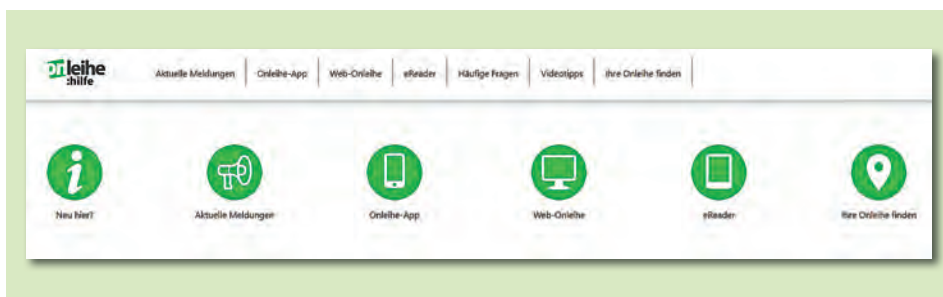 onleihe
:hilfe
Aktuelle Meldungen
Onleihe-App
Web-Onleihe
eReader
Häufige Fragen
Videotipps
Ihre Onleihe finden
Neu hier?
Aktuelle Meldungen
Onleihe-App
Web-Onleihe
eReader
Ihre Onleihe finden